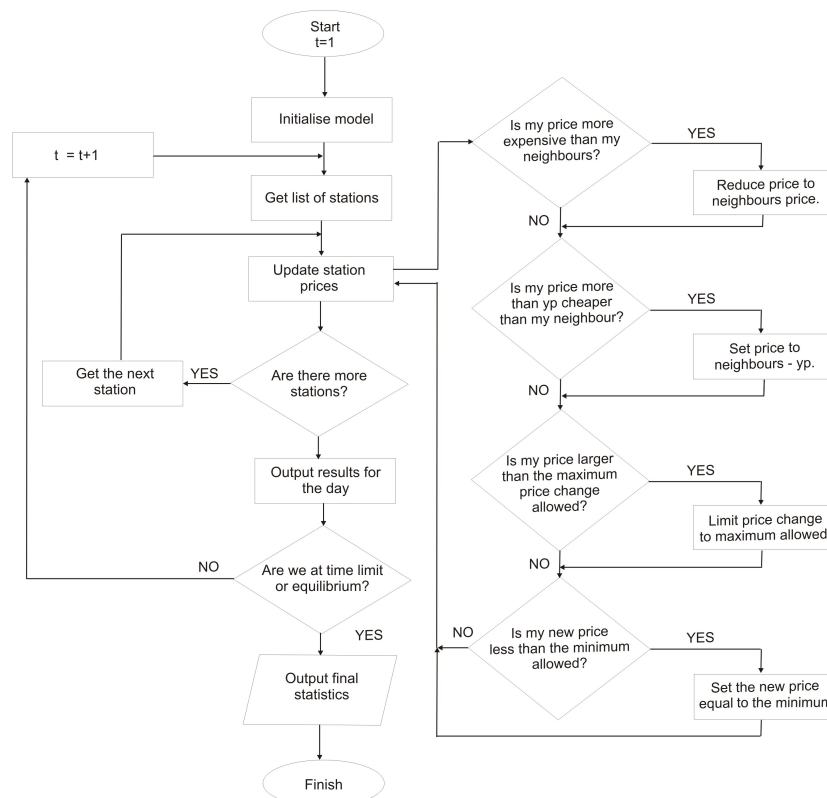 Start
t=1
Initialise model
t = t+1
Get list of stations
Update station
prices
Get the next
station
YES
Are there more
stations?
Output results for
the day
NO
Are we at time limit
or equilibrium?
YES
Output final
statistics
Finish
Is my price more
expensive than my
neighbours?
YES
Reduce price to
neighbours price.
NO
Is my price more
than yp cheaper
than my neighbour?
YES
Set price to
neighbours - yp.
NO
Is my price larger
than the maximum
price change
allowed?
YES
Limit price change
to maximum allowed
NO
NO
Is my new price
less than the minimum
allowed?
YES
Set the new price
equal to the minimum